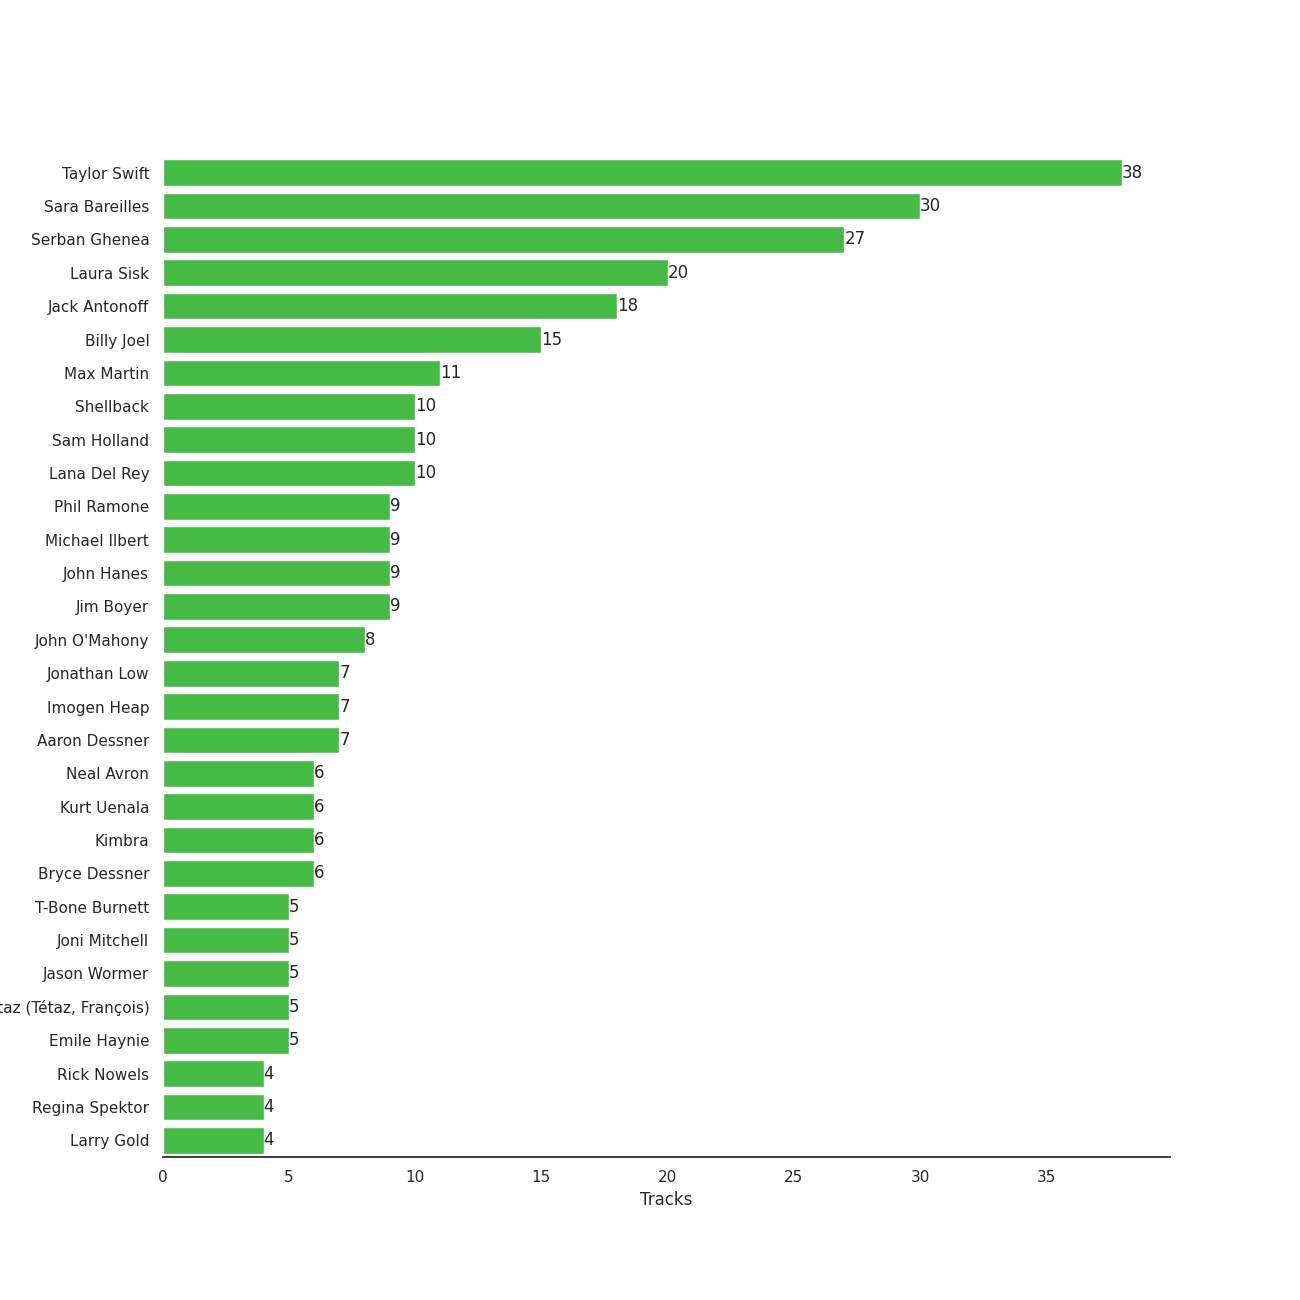 Taylor Swift 38
Sara Bareilles 30
Serban Ghenea 27
Laura Sisk 20
Jack Antonoff 18
Billy Joel 15
Max Martin 11
Shellback 10
Sam Holland 10
Lana Del Rey 10
Phil Ramone 9
Michael Ilbert 9
John Hanes 9
Jim Boyer 9
John O'Mahony 8
Jonathan Low 7
Imogen Heap 7
Aaron Dessner 7
Neal Avron 6
Kurt Uenala 6
Kimbra 6
Bryce Dessner 6
T-Bone Burnett 5
Joni Mitchell 5
Jason Wormer 5
(Tétaz, François) 5
Emile Haynie 5
Rick Nowels 4
Regina Spektor 4
Larry Gold 4
0 5 10 15 20 25 30 35
Tracks